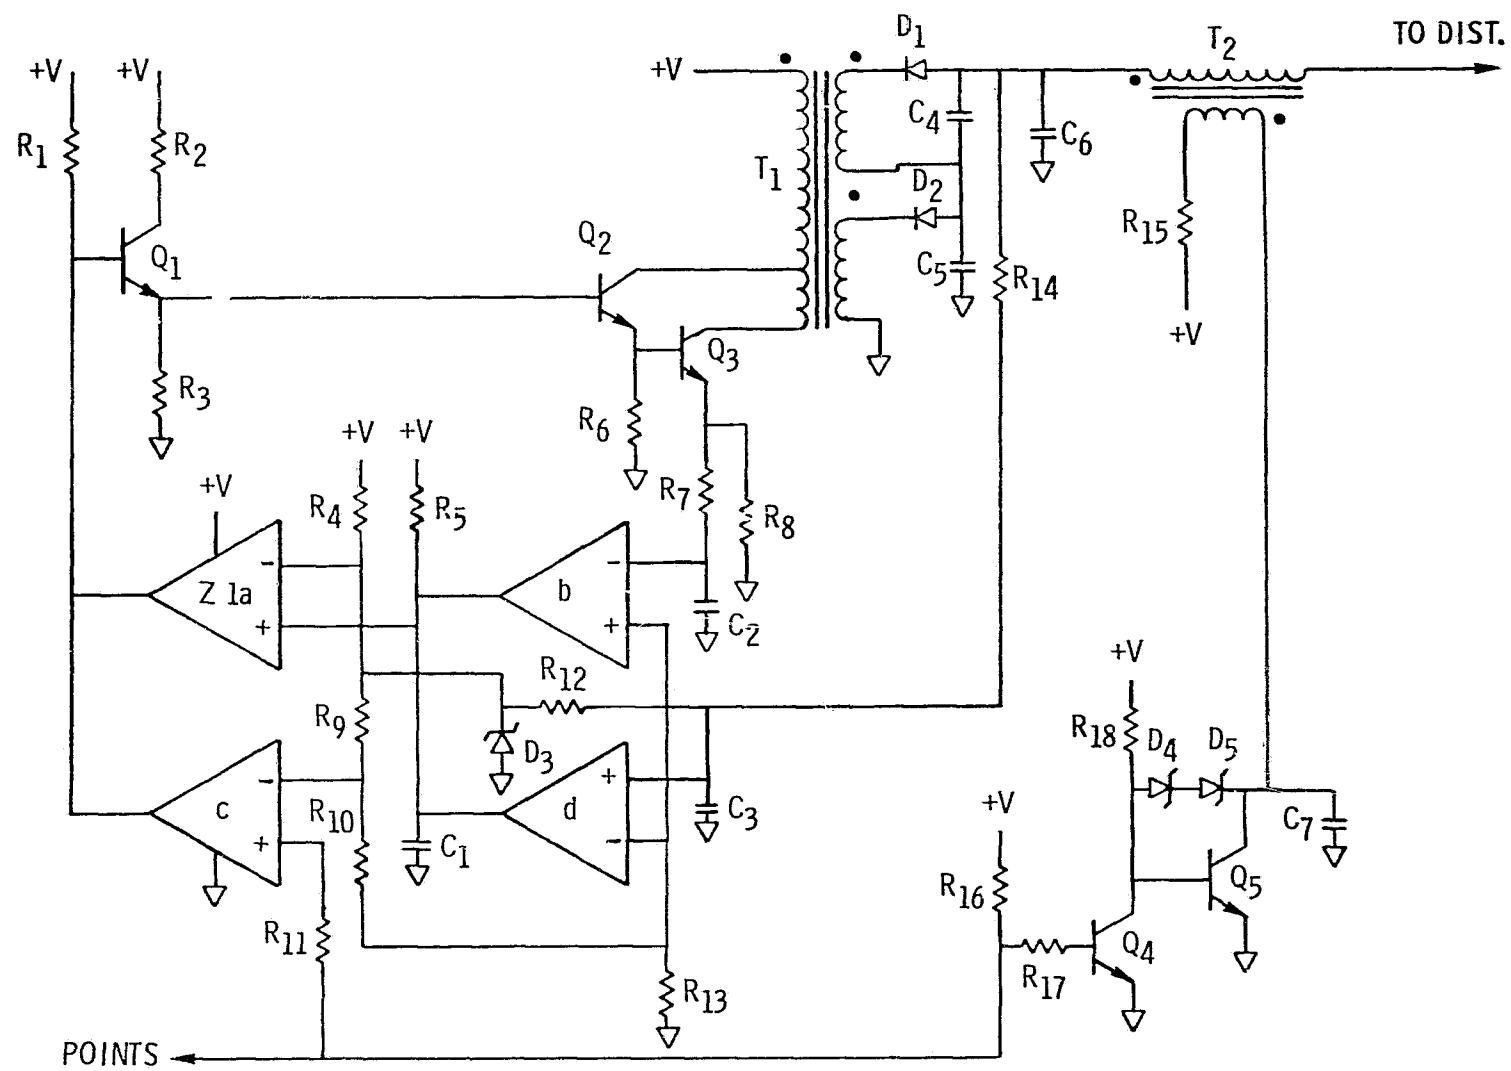 D1
T2
TO DIST.
+V
+V
+V
R1
R2
C4
C6
T1
D2
Q1
Q2
R15
C5
R14
Q3
+V
R3
R6
+V
+V
+V
R4
R5
R7
R8
-
Z 1a
+
-
b
+
C2
R12
+V
R9
D3
R18
D4
D5
-
c
+
R10
+
d
-
C3
C1
+V
C7
R16
Q5
R11
Q4
R17
R13
POINTS